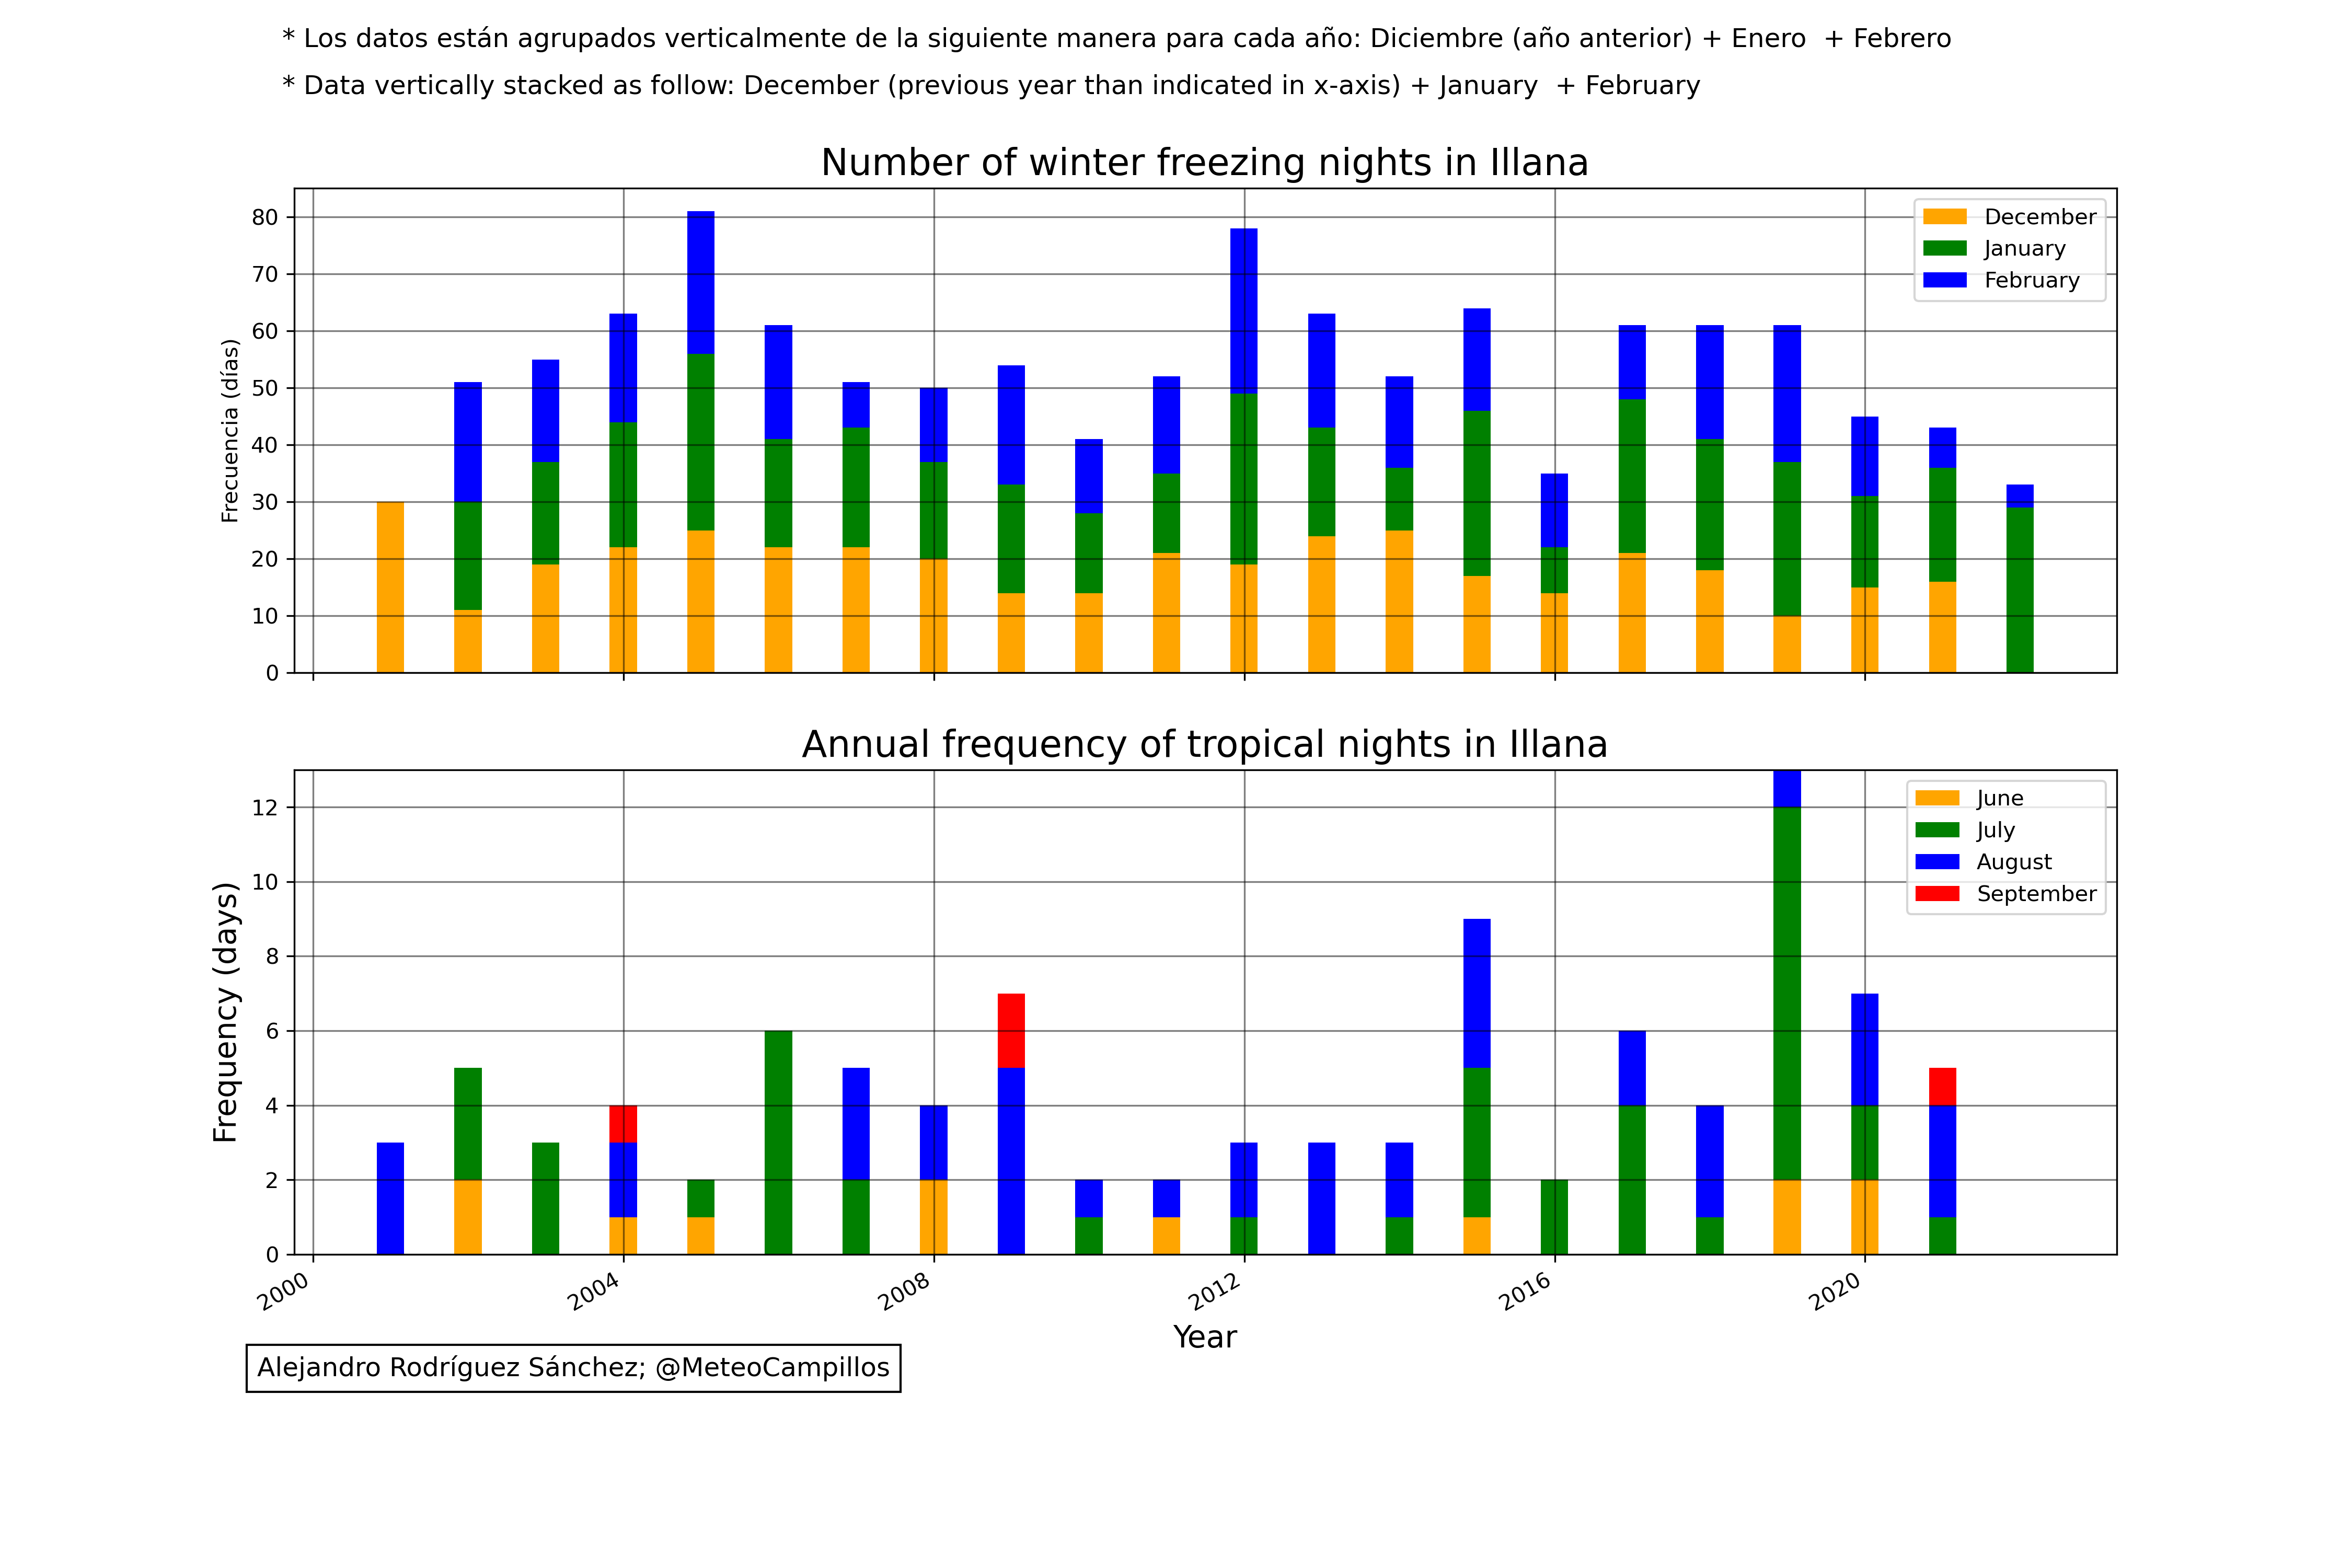 * Los datos están agrupados verticalmente de la siguiente manera para cada año: Diciembre (año anterior) + Enero  + Febrero
* Data vertically stacked as follow: December (previous year than indicated in x-axis) + January  + February
Number of winter freezing nights in Illana
Frecuencia (días)
80
70
60
50
40
30
20
10
0
December
January
February
Annual frequency of tropical nights in Illana
Frequency (days)
12
10
8
6
4
2
0
June
July
August
September
2000
2004
2008
2012
2016
2020
Year
Alejandro Rodríguez Sánchez; @MeteoCampillos